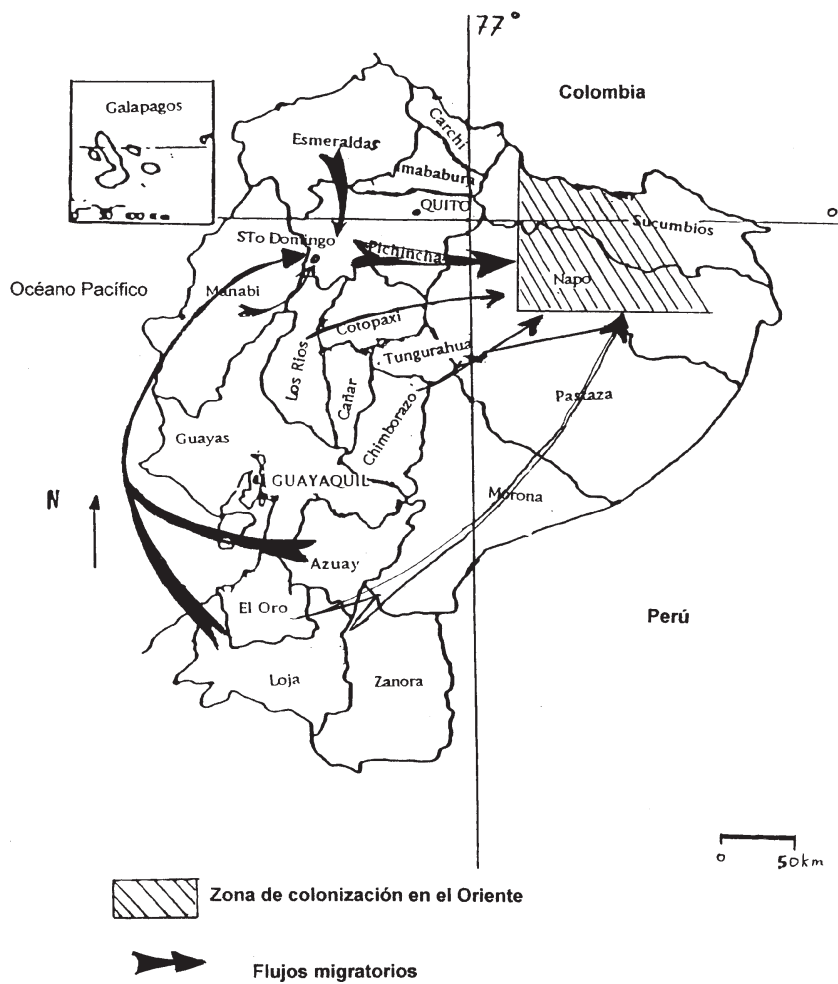 77°
Colombia
Galapagos
Carchi
Esmeraldas
Imbabura
QUITO
0
Sucumbios
STo Domingo
Pichincha
Océano Pacífico
Manabi
Napo
Cotopaxi
Tungurahua
Los Rios
Cañar
Chimborazo
Pastaza
Guayas
GUAYAQUIL
Morona
N
Azuay
El Oro
Perú
Loja
Zanora
0 50km
Zona de colonización en el Oriente
Flujos migratorios